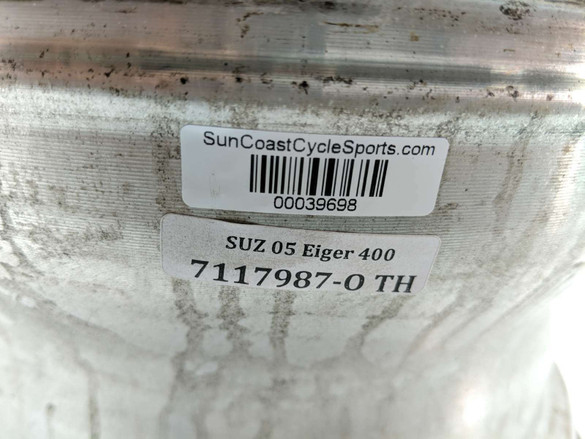 SunCoastCycleSports.com
00039698
SUZ 05 Eiger 400
7117987-O TH